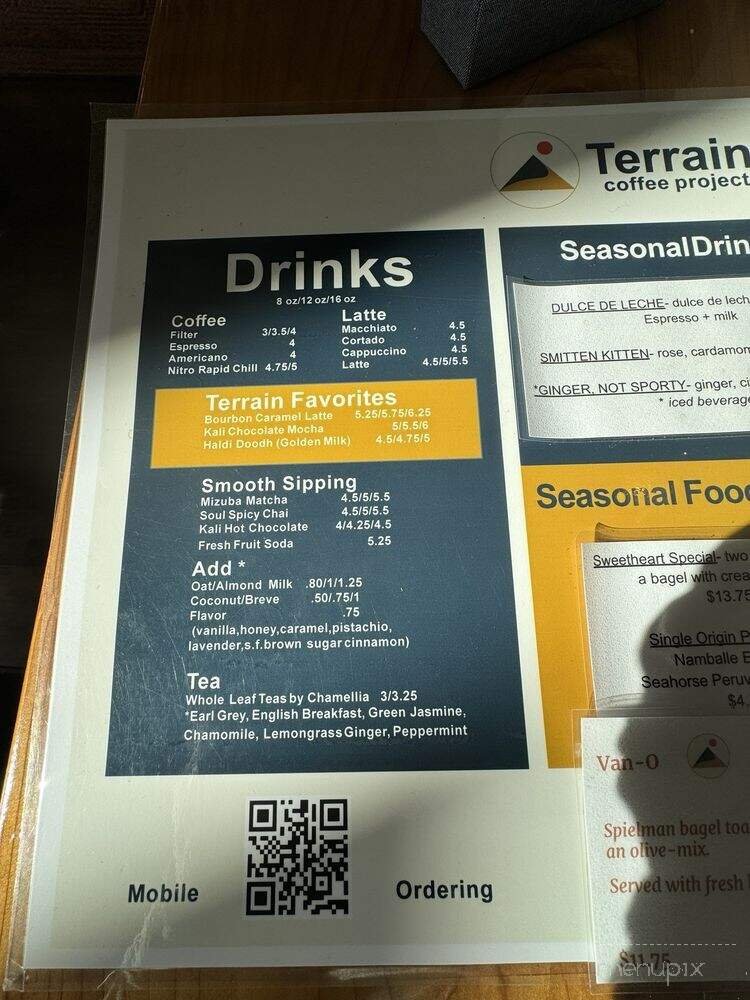 Terrain
coffee project
Drinks
8 oz/12 oz/16 oz
Coffee
Filter 3/3.5/4
Espresso 4
Americano 4
Nitro Rapid Chill 4.75/5
Latte
Macchiato 4.5
Cortado 4.5
Cappuccino 4.5
Latte 4.5/5/5.5
Terrain Favorites
Bourbon Caramel Latte 5.25/5.75/6.25
Kali Chocolate Mocha 5/5.5/6
Haldi Doodh (Golden Milk) 4.5/4.75/5
Smooth Sipping
Mizuba Matcha 4.5/5/5.5
Soul Spicy Chai 4.5/5/5.5
Kali Hot Chocolate 4/4.25/4.5
Fresh Fruit Soda 5.25
Add *
Oat/Almond Milk .80/1/1.25
Coconut/Breve .50/.75/1
Flavor .75
(vanilla,honey,caramel,pistachio,
lavender,s.f.brown sugar cinnamon)
Tea
Whole Leaf Teas by Chamellia 3/3.25
*Earl Grey, English Breakfast, Green Jasmine,
Chamomile, Lemongrass Ginger, Peppermint
Mobile Ordering
Seasonal Drin
DULCE DE LECHE- dulce de lech
Espresso + milk
SMITTEN KITTEN- rose, cardamom
*GINGER, NOT SPORTY- ginger, ci
* iced beverage
Seasonal Food
Sweetheart Special- two
a bagel with crea
$13.75
Single Origin P
Namballe E
Seahorse Peruv
$4.
Van-O
Spielman bagel toa
an olive-mix.
Served with fresh
$11.75
menupix